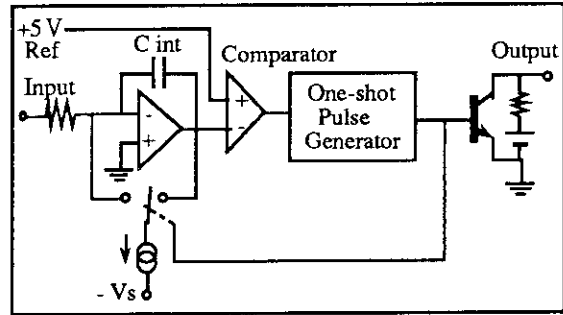 +5 V
Ref
C int
Comparator
Output
Input
-
+
+
-
One-shot
Pulse
Generator
- Vs